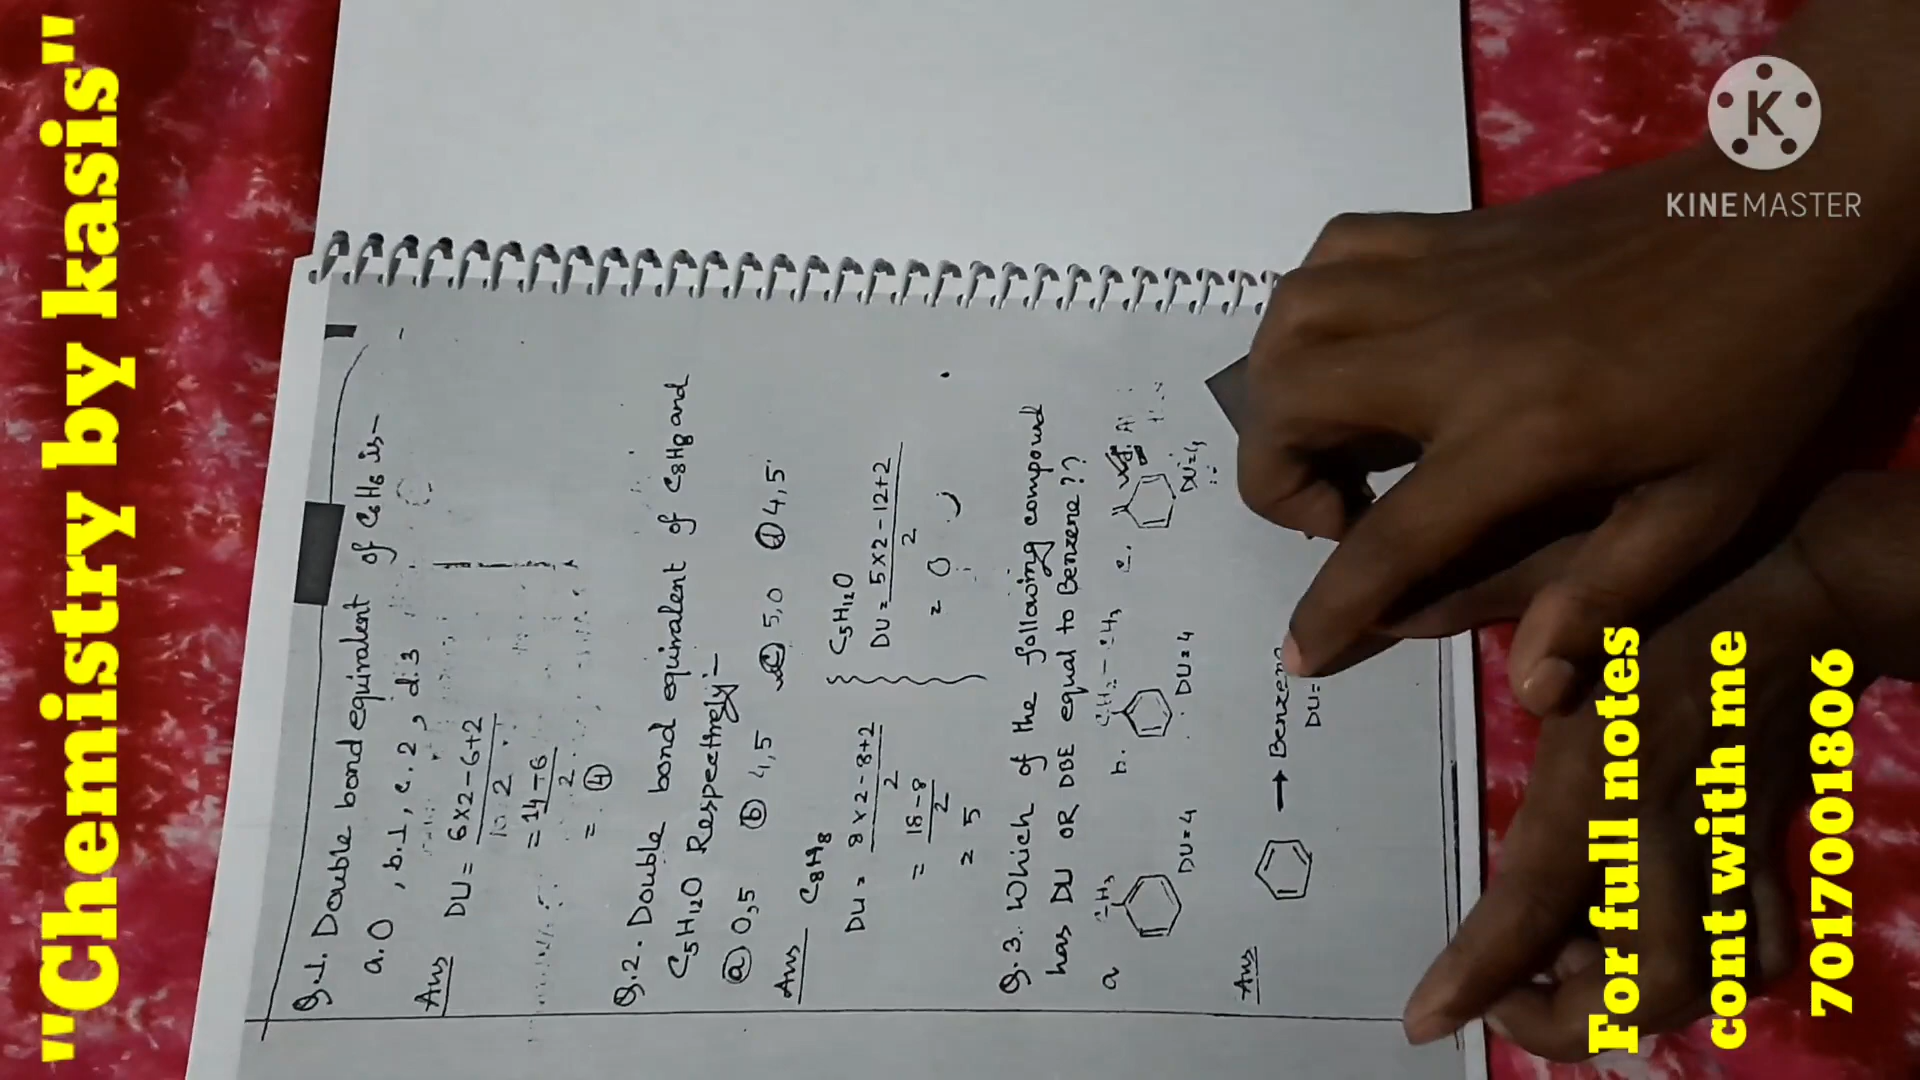 "Chemistry by kasis"
Q.1. Double bond equivalent of C6H6 is-
a. 0 , b. 1 , c. 2 , d. 3
Ans
DU = 6×2-6+2
2
= 14-6
2
= 4
Q.2. Double bond equivalent of C8H8 and
C5H12O Respectively:-
a 0,5 b 4,5 c 5,0 d 4,5
Ans C8H8
DU = 8×2-8+2
2
= 18-8
2
= 5
C5H12O
DU = 5×2-12+2
2
= 0
Q.3. Which of the following compound
has DU OR DBE equal to Benzene??
a b. c.
DU=4 DU=4
Ans → Benzene
DU=
K
KINEMASTER
For full notes
cont with me
7017001806